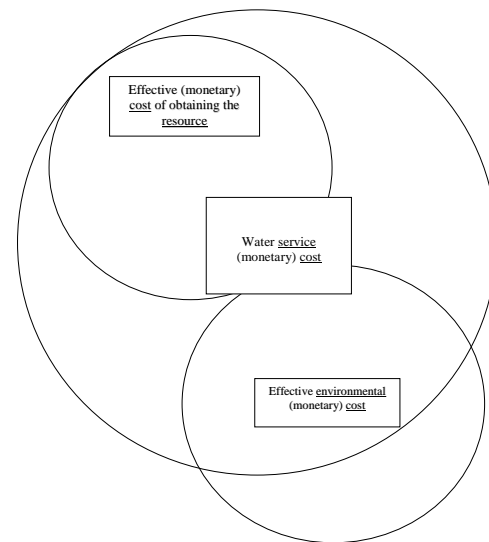 Effective (monetary)
cost of obtaining the
resource
Water service
(monetary) cost
Effective environmental
(monetary) cost